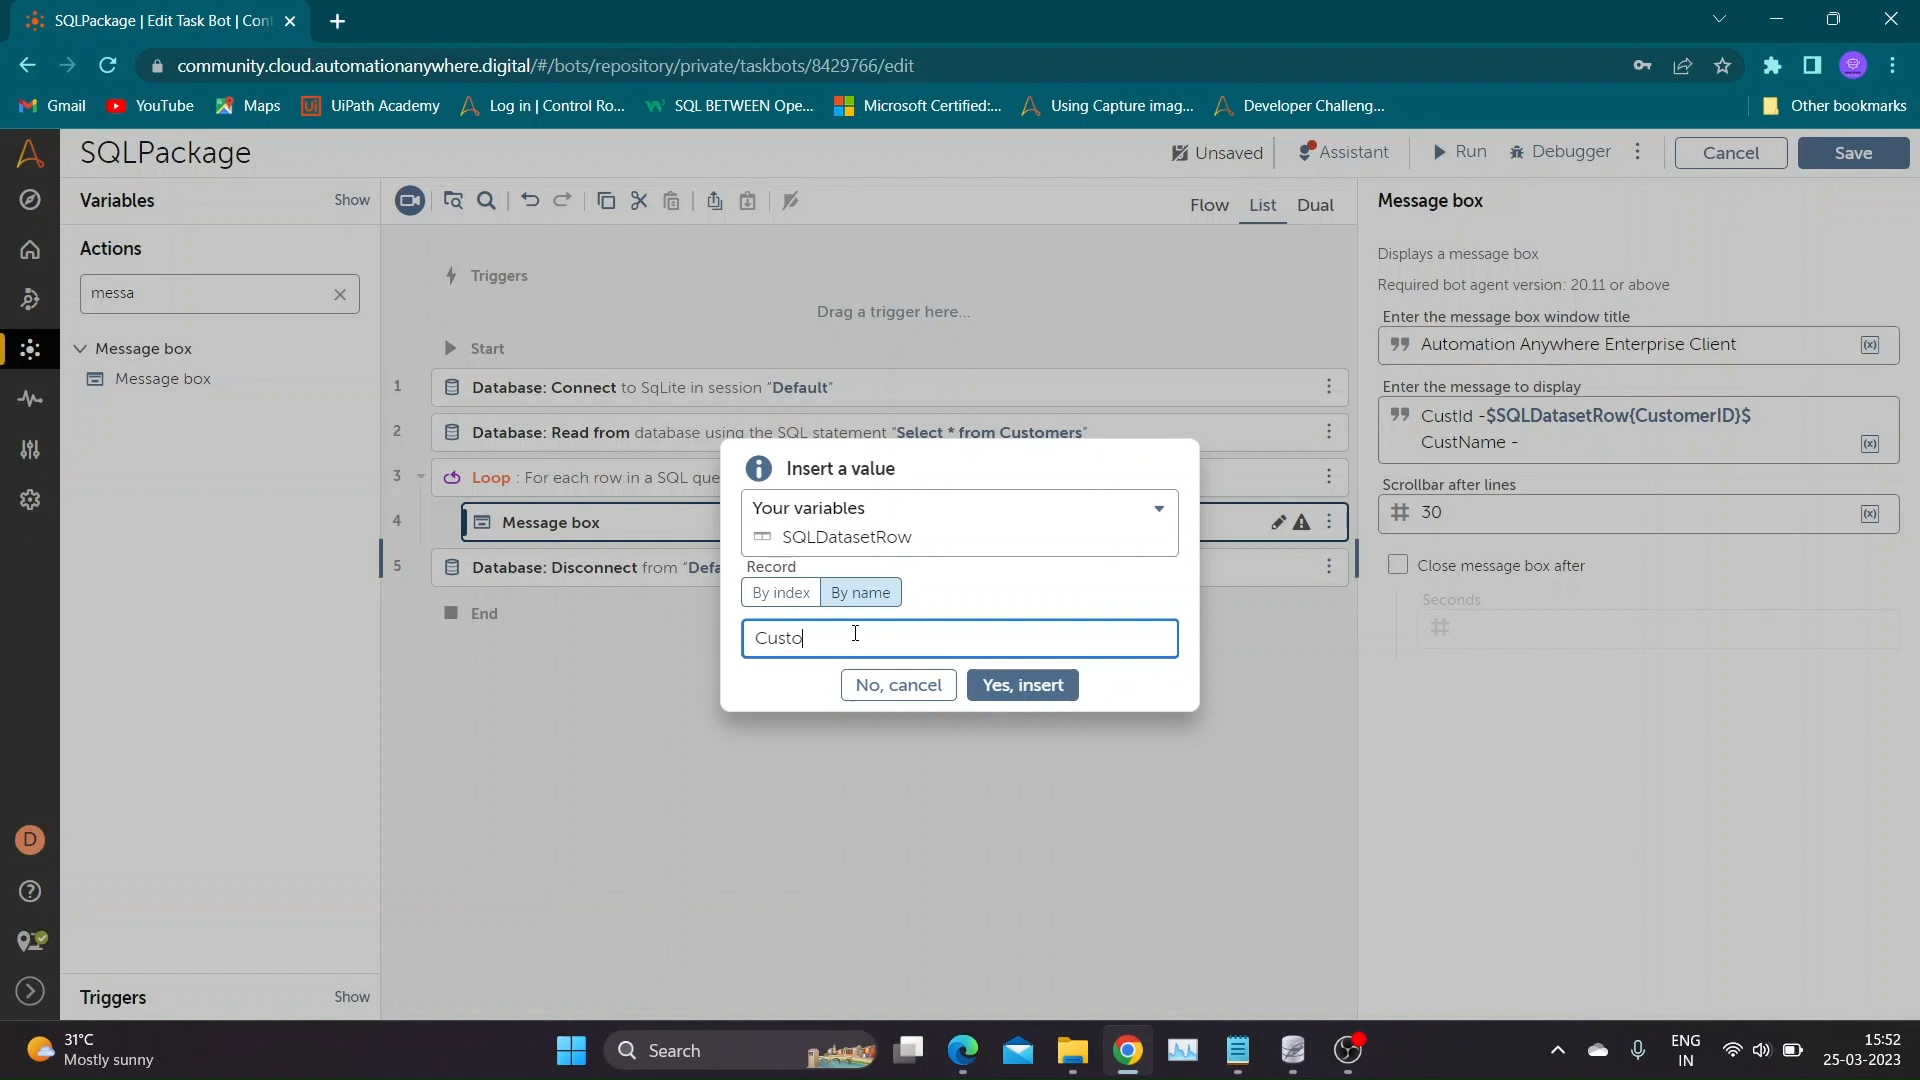 SQLPackage | Edit Task Bot | Cont
community.cloud.automationanywhere.digital/#/bots/repository/private/taskbots/8429766/edit
Gmail YouTube Maps UiPath Academy Log in | Control Ro... SQL BETWEEN Ope... Microsoft Certified:... Using Capture imag... Developer Challeng... Other bookmarks
SQLPackage Unsaved Assistant Run Debugger Cancel Save
Variables Show
Flow List Dual
Message box
Actions
messa
Message box
Message box
Triggers
Drag a trigger here...
Start
1 Database: Connect to SqLite in session "Default"
2 Database: Read from database using the SQL statement "Select * from Customers"
3 Loop : For each row in a SQL que
4 Message box
5 Database: Disconnect from "Defa
End
Insert a value
Your variables
SQLDatasetRow
Record
By index By name
Custo
No, cancel Yes, insert
Displays a message box
Required bot agent version: 20.11 or above
Enter the message box window title
Automation Anywhere Enterprise Client
Enter the message to display
CustId -$SQLDatasetRow{CustomerID}$
CustName -
Scrollbar after lines
30
Close message box after
Seconds
D
Triggers Show
31°C
Mostly sunny
Search
ENG
IN
15:52
25-03-2023